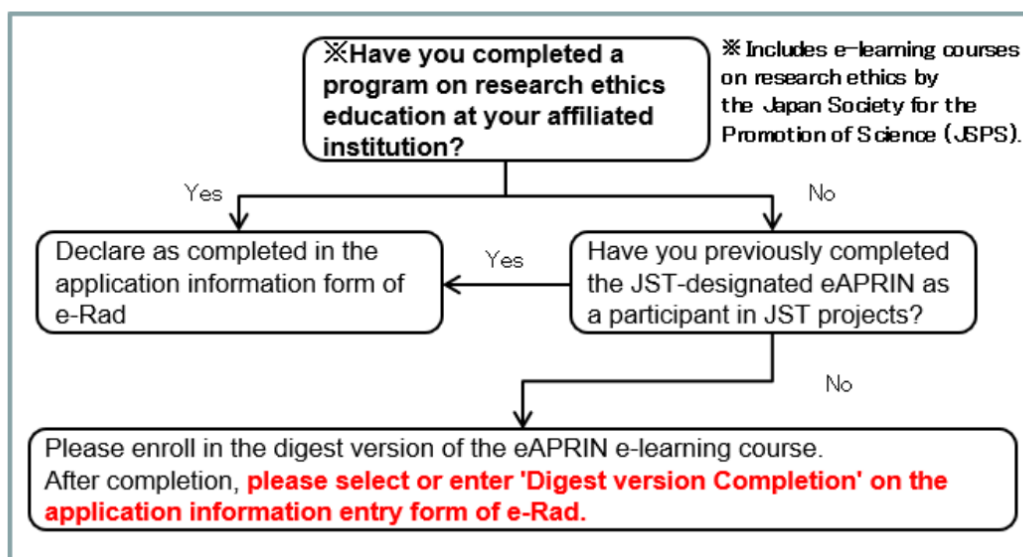 ※Have you completed a
program on research ethics
education at your affiliated
institution?
※Includes e-learning courses
on research ethics by
the Japan Society for the
Promotion of Science (JSPS).
Yes
No
Declare as completed in the
application information form of
e-Rad
Yes
Have you previously completed
the JST-designated eAPRIN as
a participant in JST projects?
No
Please enroll in the digest version of the eAPRIN e-learning course.
After completion, please select or enter 'Digest version Completion' on the
application information entry form of e-Rad.